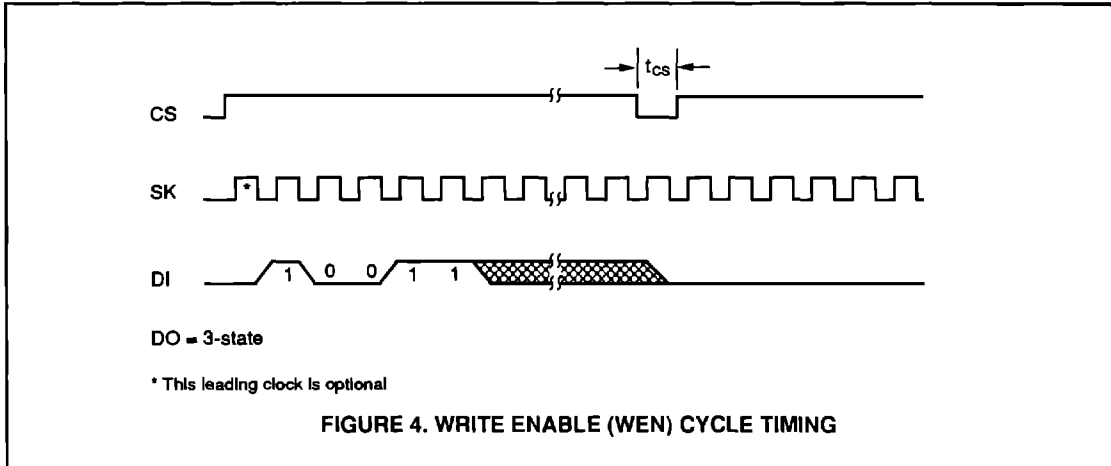 t_CS
CS
SK
*
DI
1 0 0 1 1
DO = 3-state
* This leading clock is optional
FIGURE 4. WRITE ENABLE (WEN) CYCLE TIMING